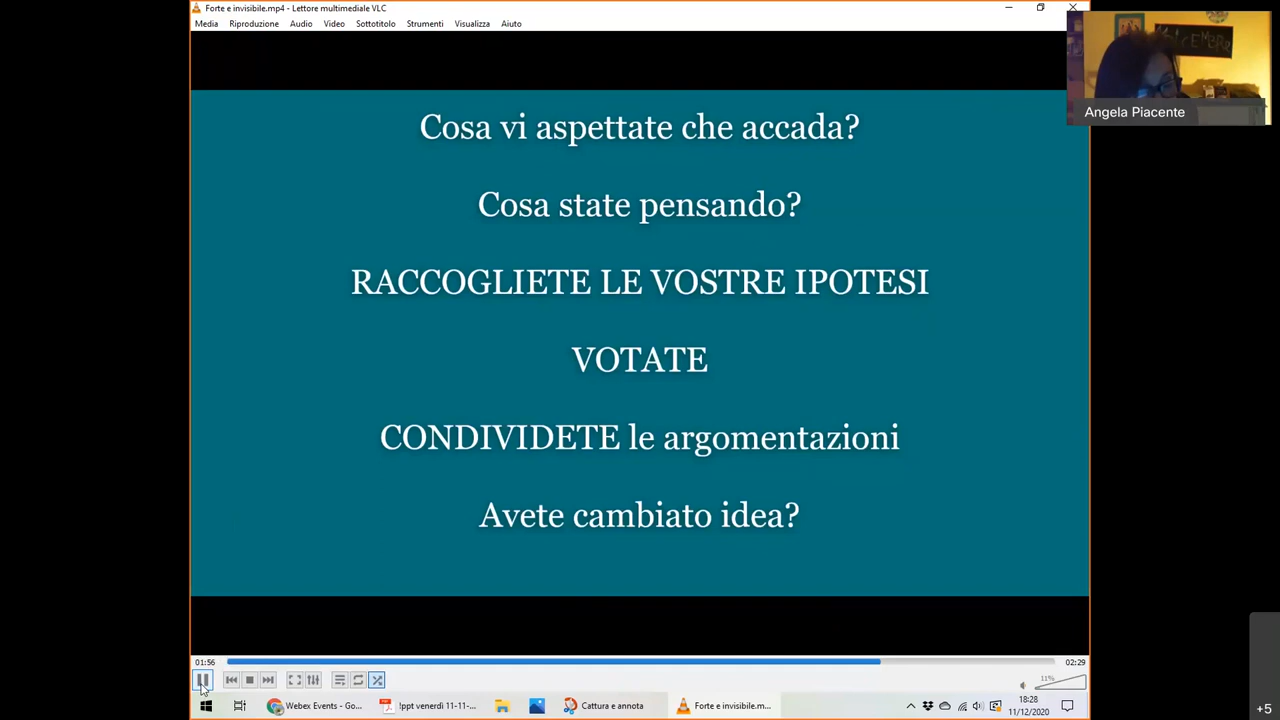 Forte e invisibile.mp4 - Lettore multimediale VLC
Media Riproduzione Audio Video Sottotitolo Strumenti Visualizza Aiuto
Angela Piacente
Cosa vi aspettate che accada?
Cosa state pensando?
RACCOGLIETE LE VOSTRE IPOTESI
VOTATE
CONDIVIDETE le argomentazioni
Avete cambiato idea?
01:56
02:29
11%
Webex Events - Go...
!ppt venerdì 11-11-...
Cattura e annota
Forte e invisibile.m...
18:28
11/12/2020
+5